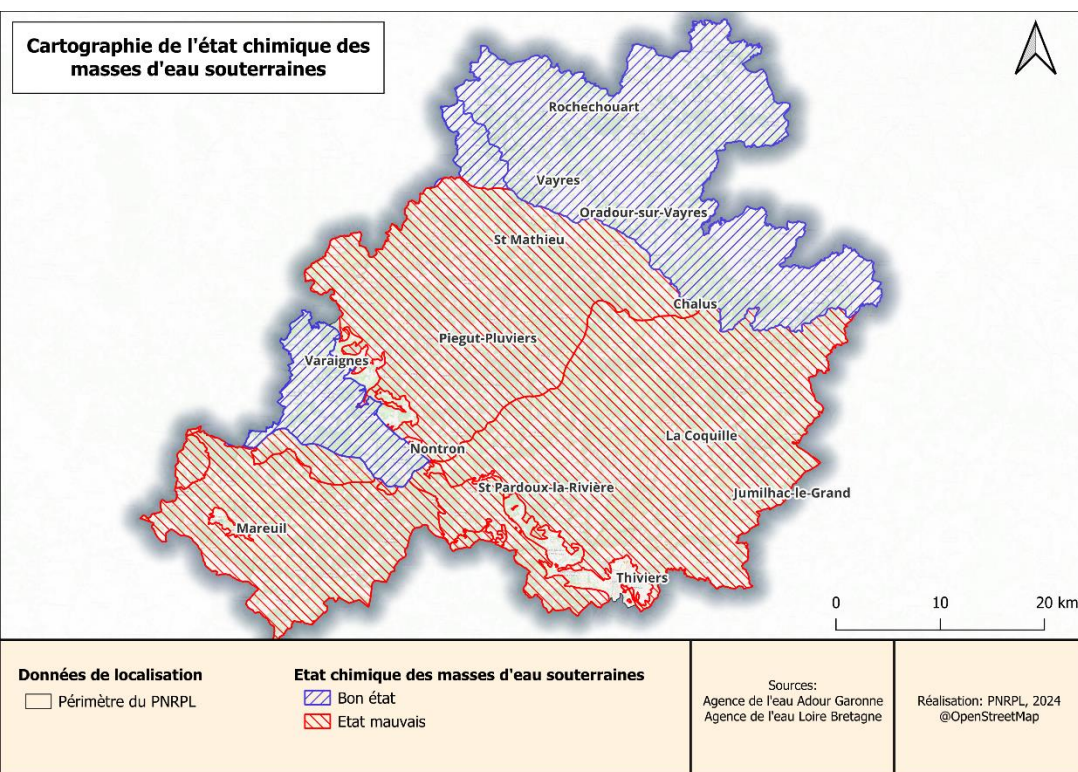 Cartographie de l'état chimique des
masses d'eau souterraines
Rochechouart
Vayres
Oradour-sur-Vayres
St Mathieu
Chalus
Piegut-Pluviers
Varaignes
La Coquille
Nontron
St Pardoux-la-Rivière
Jumilhac-le-Grand
Mareuil
Thiviers
0 10 20 km
Données de localisation
Périmètre du PNRPL
Etat chimique des masses d'eau souterraines
Bon état
Etat mauvais
Sources:
Agence de l'eau Adour Garonne
Agence de l'eau Loire Bretagne
Réalisation: PNRPL, 2024
@OpenStreetMap